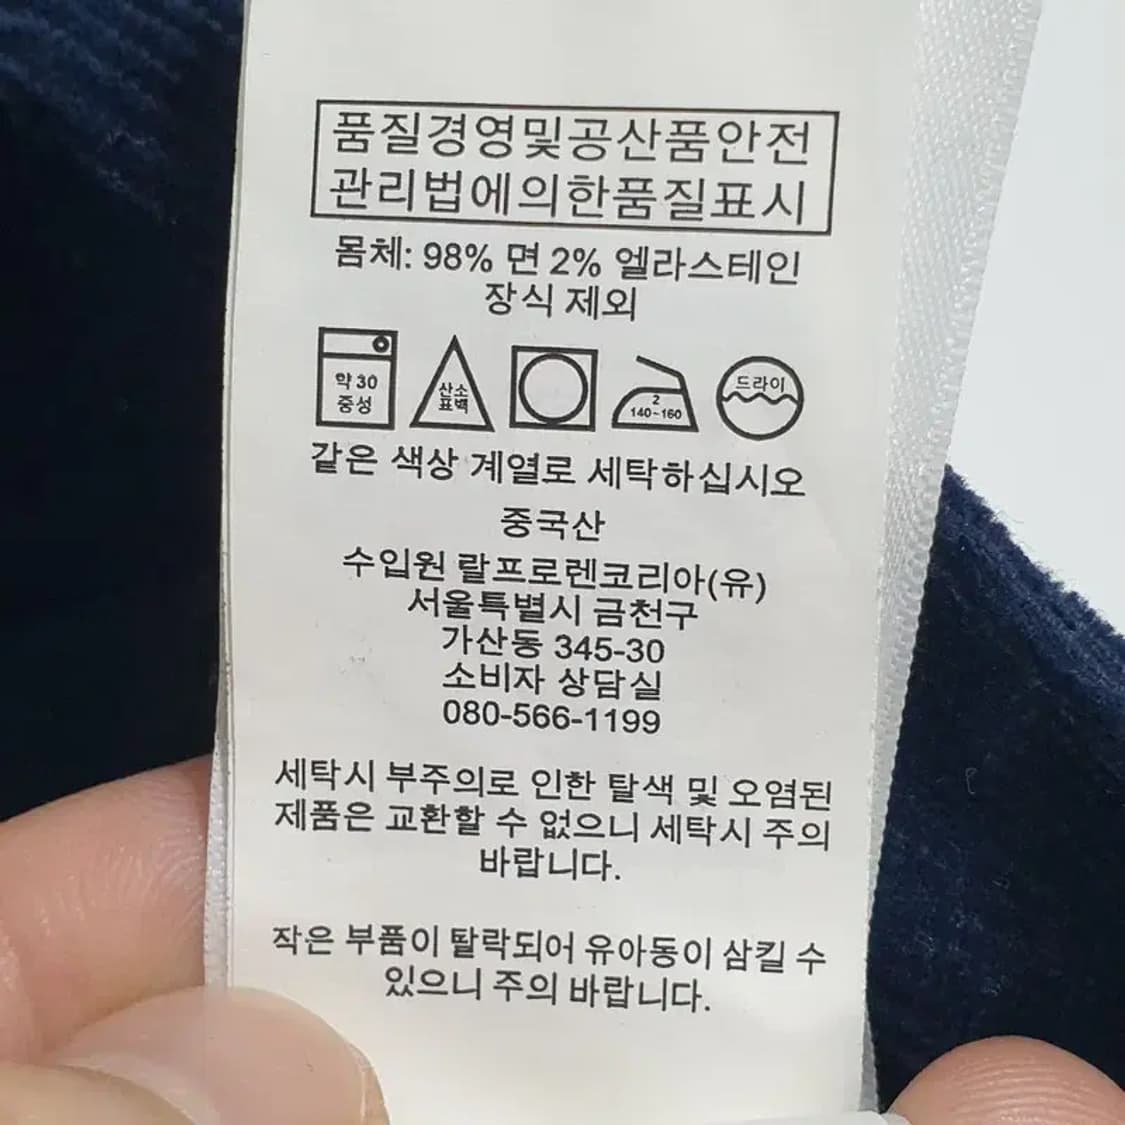 품질경영및공산품안전
관리법에의한품질표시
몸체: 98% 면 2% 엘라스테인
장식 제외
약 30
중성
산소
표백
2
140~160
드라이
같은 색상 계열로 세탁하십시오
중국산
수입원 랄프로렌코리아(유)
서울특별시 금천구
가산동 345-30
소비자 상담실
080-566-1199
세탁시 부주의로 인한 탈색 및 오염된
제품은 교환할 수 없으니 세탁시 주의
바랍니다.
작은 부품이 탈락되어 유아동이 삼킬 수
있으니 주의 바랍니다.